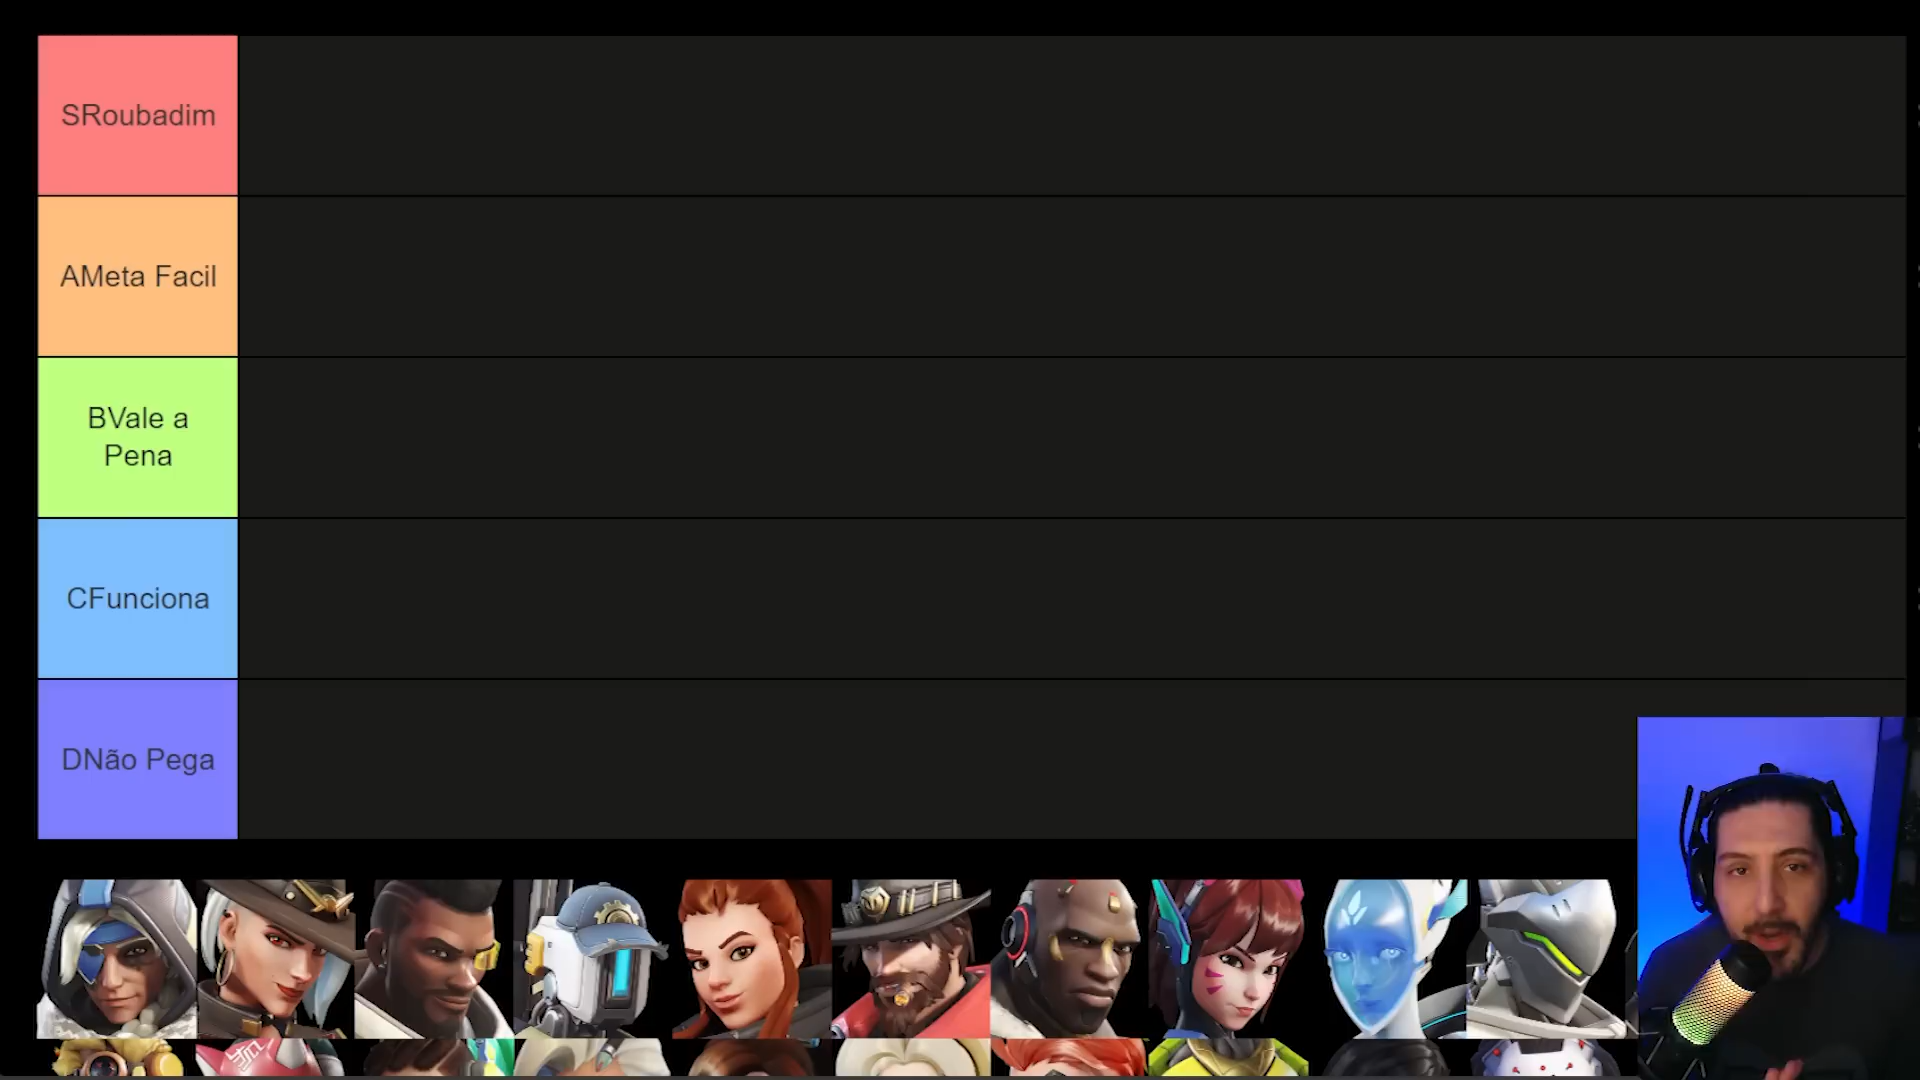 SRoubadim
AMeta Facil
BVale a
Pena
CFunciona
DNão Pega